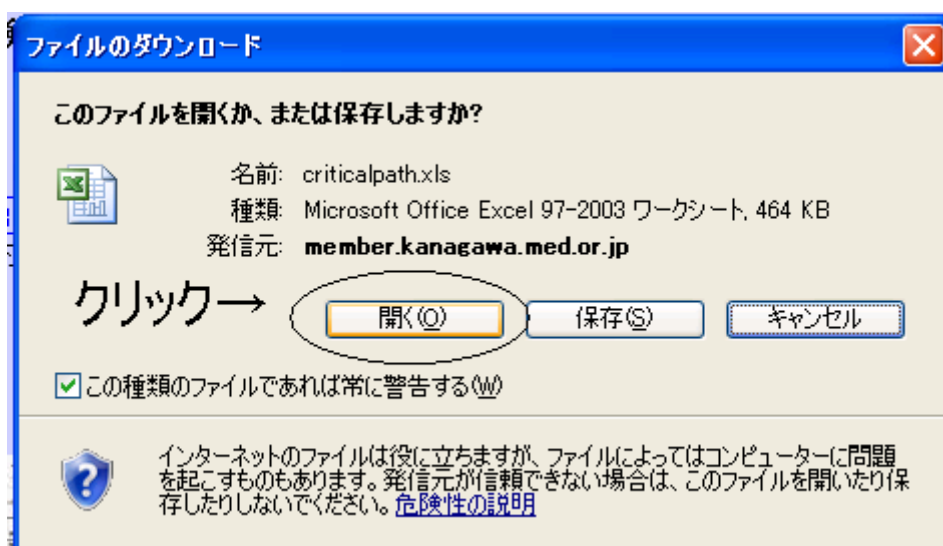 ファイルのダウンロード
このファイルを開くか、または保存しますか?
名前: criticalpath.xls
種類: Microsoft Office Excel 97-2003 ワークシート, 464 KB
発信元: member.kanagawa.med.or.jp
クリック→ 開く(O) 保存(S) キャンセル
この種類のファイルであれば常に警告する(W)
インターネットのファイルは役に立ちますが、ファイルによってはコンピューターに問題
を起こすものもあります。発信元が信頼できない場合は、このファイルを開いたり保
存したりしないでください。危険性の説明